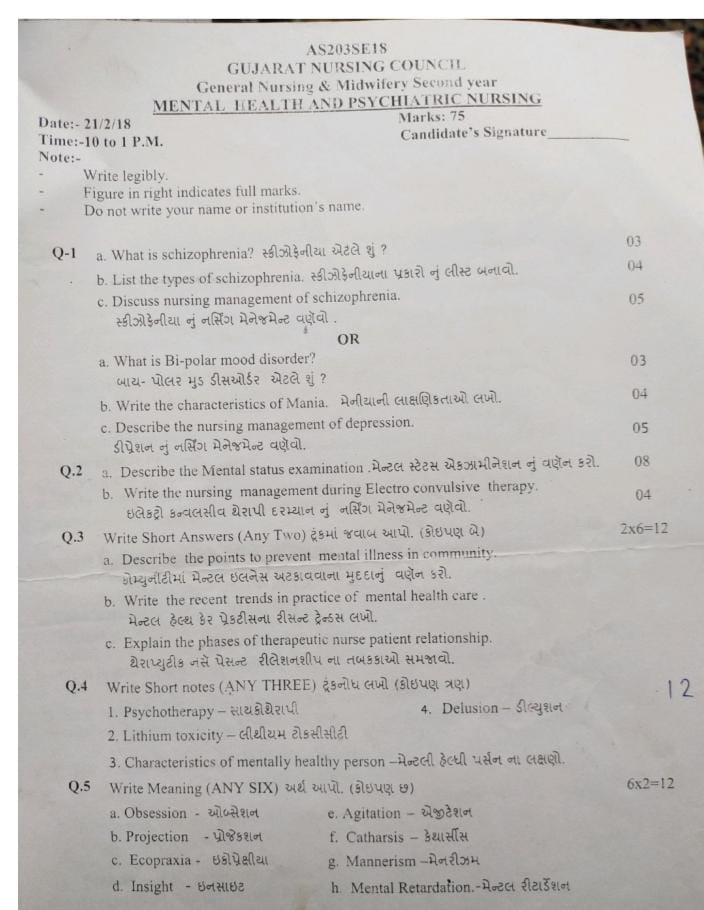 AS203SE18
GUJARAT NURSING COUNCIL
General Nursing & Midwifery Second year
MENTAL HEALTH AND PSYCHIATRIC NURSING
Date:- 21/2/18 Marks: 75
Time:-10 to 1 P.M. Candidate's Signature__________
Note:-
- Write legibly.
- Figure in right indicates full marks.
- Do not write your name or institution's name.
Q-1 a. What is schizophrenia? સ્કીઝોફ્રેનીયા એટલે શું ? 03
b. List the types of schizophrenia. સ્કીઝોફ્રેનીયાના પ્રકારો નું લીસ્ટ બનાવો. 04
c. Discuss nursing management of schizophrenia. 05
સ્કીઝોફ્રેનીયા નું નર્સિંગ મેનેજમેન્ટ વર્ણવો .
OR
a. What is Bi-polar mood disorder? 03
બાય- પોલર મુડ ડીસઓર્ડર એટલે શું ?
b. Write the characteristics of Mania. મેનીયાની લાક્ષણિકતાઓ લખો. 04
c. Describe the nursing management of depression. 05
ડીપ્રેશન નું નર્સિંગ મેનેજમેન્ટ વર્ણવો.
Q.2 a. Describe the Mental status examination .મેન્ટલ સ્ટેટસ એકઝામીનેશન નું વર્ણન કરો. 08
b. Write the nursing management during Electro convulsive therapy. 04
ઇલેક્ટ્રો કન્વલસીવ થેરાપી દરમ્યાન નું નર્સિંગ મેનેજમેન્ટ વર્ણવો.
Q.3 Write Short Answers (Any Two) ટૂંકમાં જવાબ આપો. (કોઇપણ બે) 2x6=12
a. Describe the points to prevent mental illness in community.
કોમ્યુનીટીમાં મેન્ટલ ઇલનેસ અટકાવવાના મુદદાનું વર્ણન કરો.
b. Write the recent trends in practice of mental health care .
મેન્ટલ હેલ્થ કેર પ્રેકટીસના રીસન્ટ ટ્રેન્ડસ લખો.
c. Explain the phases of therapeutic nurse patient relationship.
થેરાપ્યુટીક નર્સ પેસન્ટ રીલેશનશીપ ના તબક્કાઓ સમજાવો.
Q.4 Write Short notes (ANY THREE) ટૂંકનોધ લખો (કોઇપણ ત્રણ) 12
1. Psychotherapy – સાયકોથેરાપી 4. Delusion – ડીલ્યુશન
2. Lithium toxicity – લીથીયમ ટોકસીસીટી
3. Characteristics of mentally healthy person –મેન્ટલી હેલ્ધી પર્સન ના લક્ષણો.
Q.5 Write Meaning (ANY SIX) અર્થ આપો. (કોઇપણ છ) 6x2=12
a. Obsession - ઓબ્સેશન e. Agitation – એજીટેશન
b. Projection - પ્રોજેકશન f. Catharsis – કેથાર્સીસ
c. Ecopraxia - ઇકોપ્રેક્ષીયા g. Mannerism –મેનરીઝમ
d. Insight - ઇનસાઇટ h. Mental Retardation.-મેન્ટલ રીટાર્ડેશન